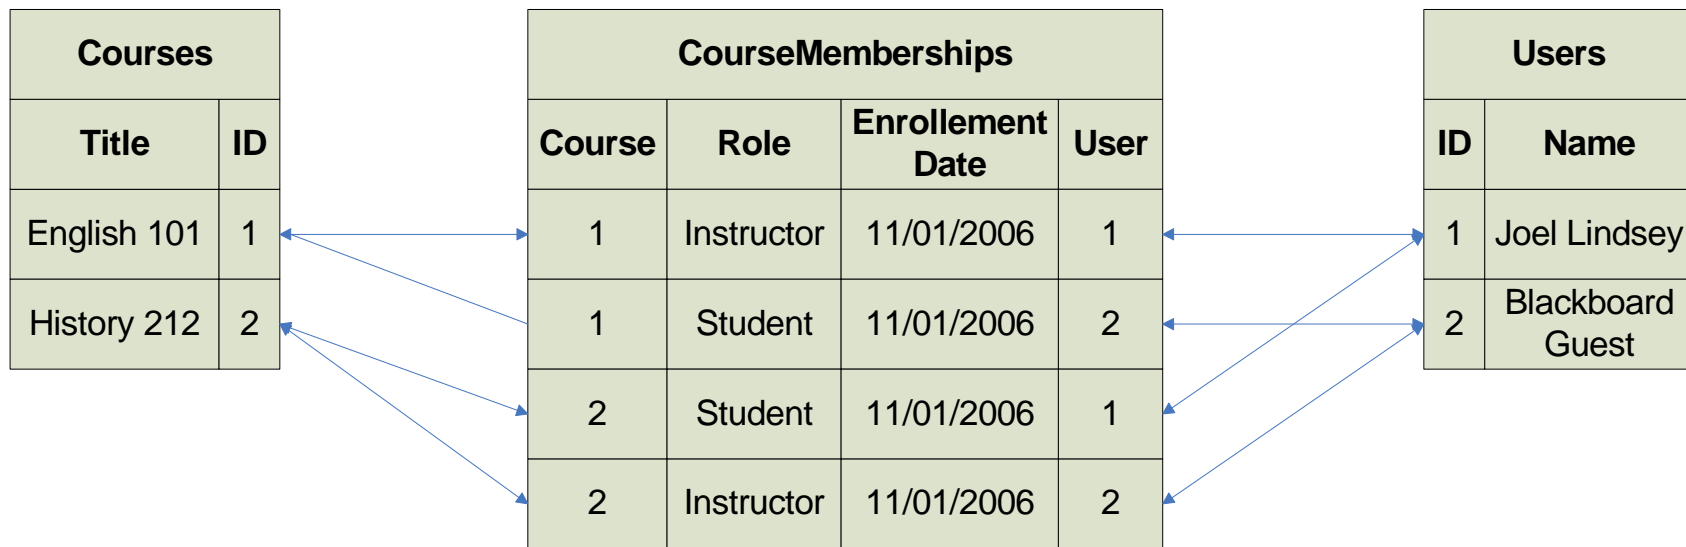 Courses
Title ID
English 101 1
History 212 2
CourseMemberships
Course Role Enrollement Date User
1 Instructor 11/01/2006 1
1 Student 11/01/2006 2
2 Student 11/01/2006 1
2 Instructor 11/01/2006 2
Users
ID Name
1 Joel Lindsey
2 Blackboard Guest